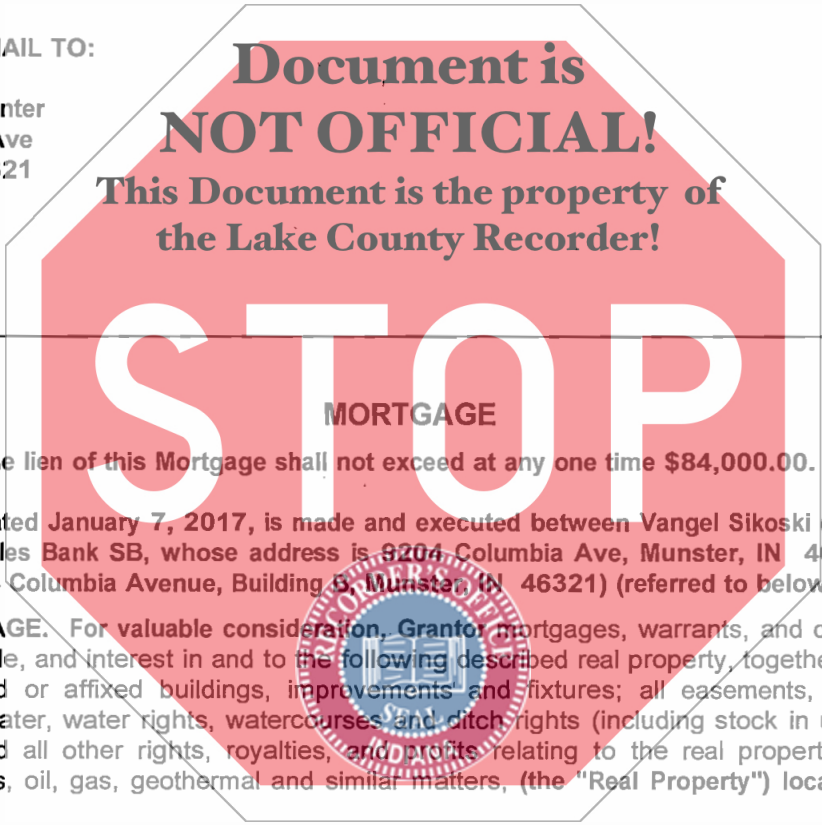 AIL TO:
Document is
NOT OFFICIAL!
nter
Ave
21
This Document is the property of
the Lake County Recorder!
STOP
MORTGAGE
e lien of this Mortgage shall not exceed at any one time $84,000.00.
ted January 7, 2017, is made and executed between Vangel Sikoski
les Bank SB, whose address is 9204 Columbia Ave, Munster, IN 4
Columbia Avenue, Building B, Munster, IN 46321) (referred to below
AGE. For valuable consideration, Grantor mortgages, warrants, and c
le, and interest in and to the following described real property, togethe
d or affixed buildings, improvements and fixtures; all easements,
ater, water rights, watercourses and ditch rights (including stock in
d all other rights, royalties, and profits relating to the real propert
s, oil, gas, geothermal and similar matters, (the "Real Property") loca
RECORDER'S OFFICE
SEAL
INDIANA